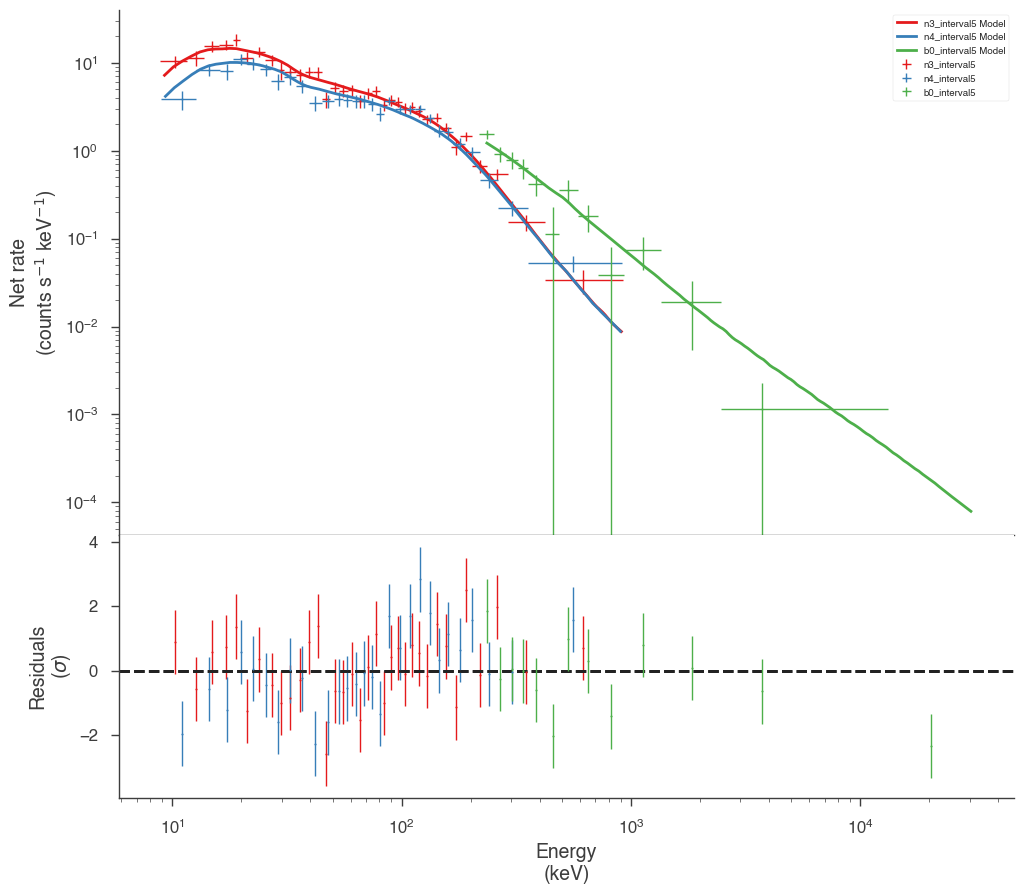 n3_interval5 Model
n4_interval5 Model
b0_interval5 Model
n3_interval5
n4_interval5
b0_interval5
10¹
10⁰
10⁻¹
10⁻²
10⁻³
10⁻⁴
Net rate
(counts s⁻¹ keV⁻¹)
4
2
0
−2
Residuals
(σ)
10¹ 10² 10³ 10⁴
Energy
(keV)